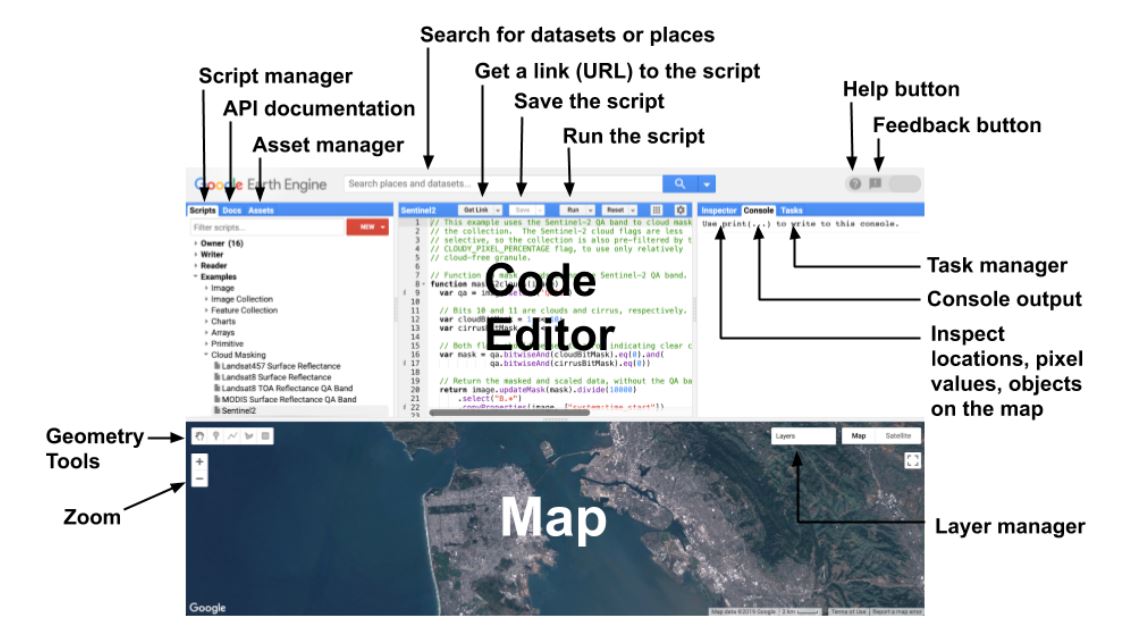 Search for datasets or places
Get a link (URL) to the script
Script manager
Save the script
Help button
API documentation
Feedback button
Run the script
Asset manager
Google Earth Engine
Search places and datasets...
Scripts Docs Assets
Filter scripts...
NEW
Owner (16)
Writer
Reader
Examples
Image
Image Collection
Feature Collection
Charts
Arrays
Primitive
Cloud Masking
Landsat457 Surface Reflectance
Landsat8 Surface Reflectance
Landsat8 TOA Reflectance QA Band
MODIS Surface Reflectance QA Band
Sentinel2
Sentinel2
Get Link
Save
Run
Reset
1 // This example uses the Sentinel-2 QA band to cloud mask
2 // the collection. The Sentinel-2 cloud flags are less
3 // selective, so the collection is also pre-filtered by t
4 // CLOUDY_PIXEL_PERCENTAGE flag, to use only relatively
5 // cloud-free granule.
6
7 // Function mask Sentinel-2 QA band.
8 function
9 var qa =
10
11 // Bits 10 and 11 are clouds and cirrus, respectively.
12 var cloudBitMask =
13 var cirrusBitMask
14
15 // Both indicating clear c
16 var mask = qa.bitwiseAnd(cloudBitMask).eq(0).and(
17 qa.bitwiseAnd(cirrusBitMask).eq(0))
18
19 // Return the masked and scaled data, without the QA ba
20 return image.updateMask(mask).divide(10000)
21 .select("B.*")
22 .copyProperties(image, ["system:time_start"])
23
Code
Editor
Inspector Console Tasks
Use print(...) to write to this console.
Task manager
Console output
Inspect
locations, pixel
values, objects
on the map
Geometry
Tools
Zoom
+
−
Layers
Map Satellite
Map
Layer manager
Google
Map data ©2019 Google
2 km
Terms of Use
Report a map error